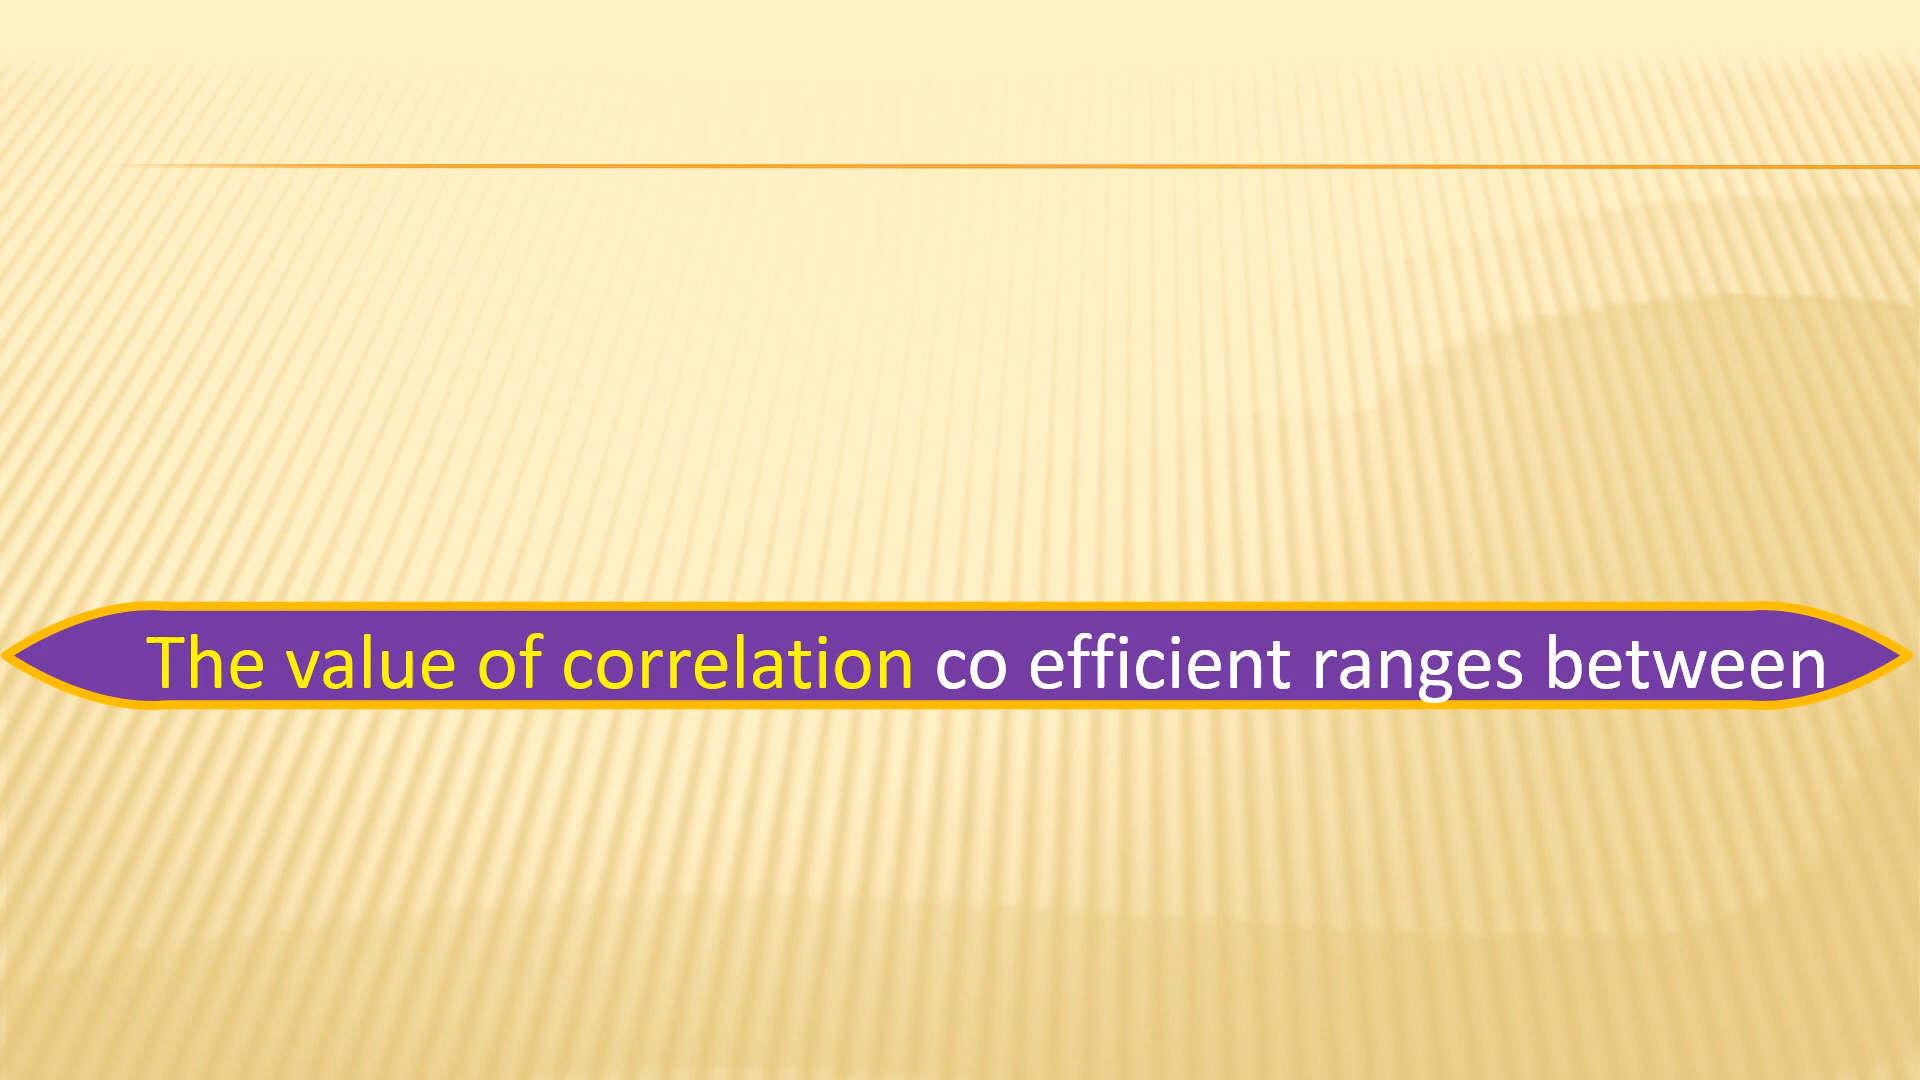 The value of correlation co efficient ranges between